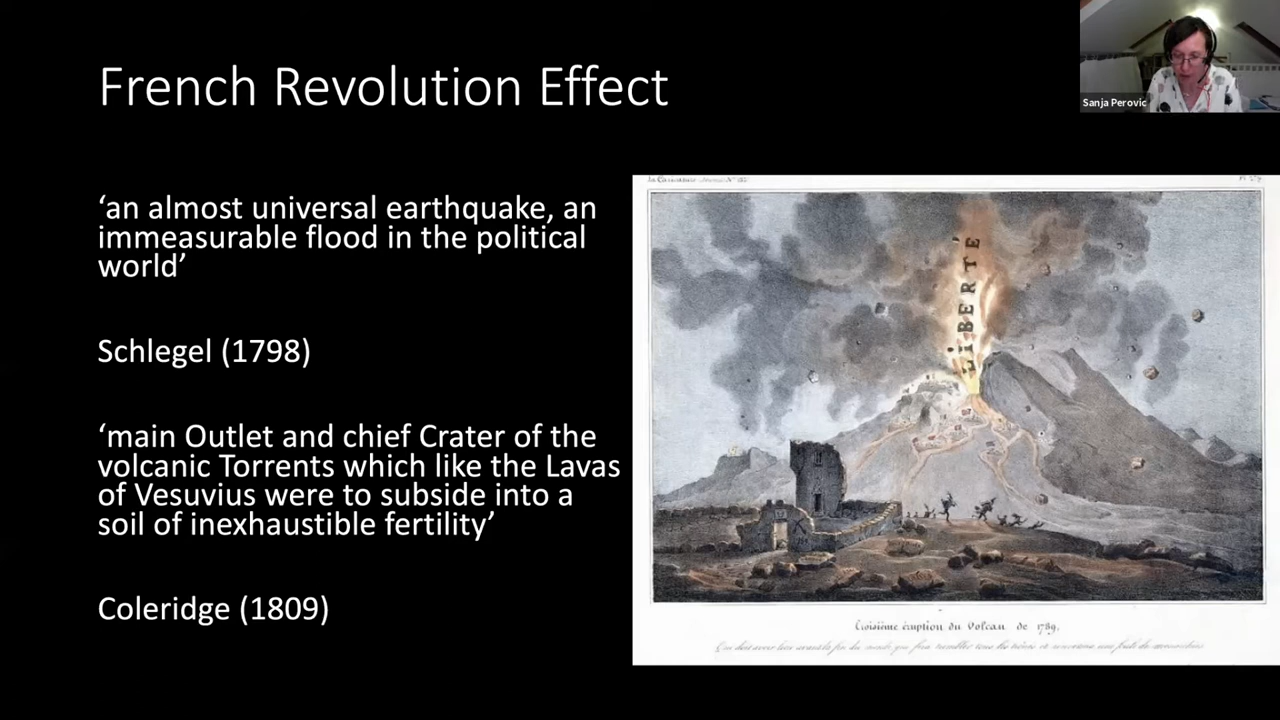 French Revolution Effect
Sanja Perovic
‘an almost universal earthquake, an
immeasurable flood in the political
world’
Schlegel (1798)
‘main Outlet and chief Crater of the
volcanic Torrents which like the Lavas
of Vesuvius were to subside into a
soil of inexhaustible fertility’
Coleridge (1809)
LiBERTÉ
Troisième éruption du Volcan de 1789,